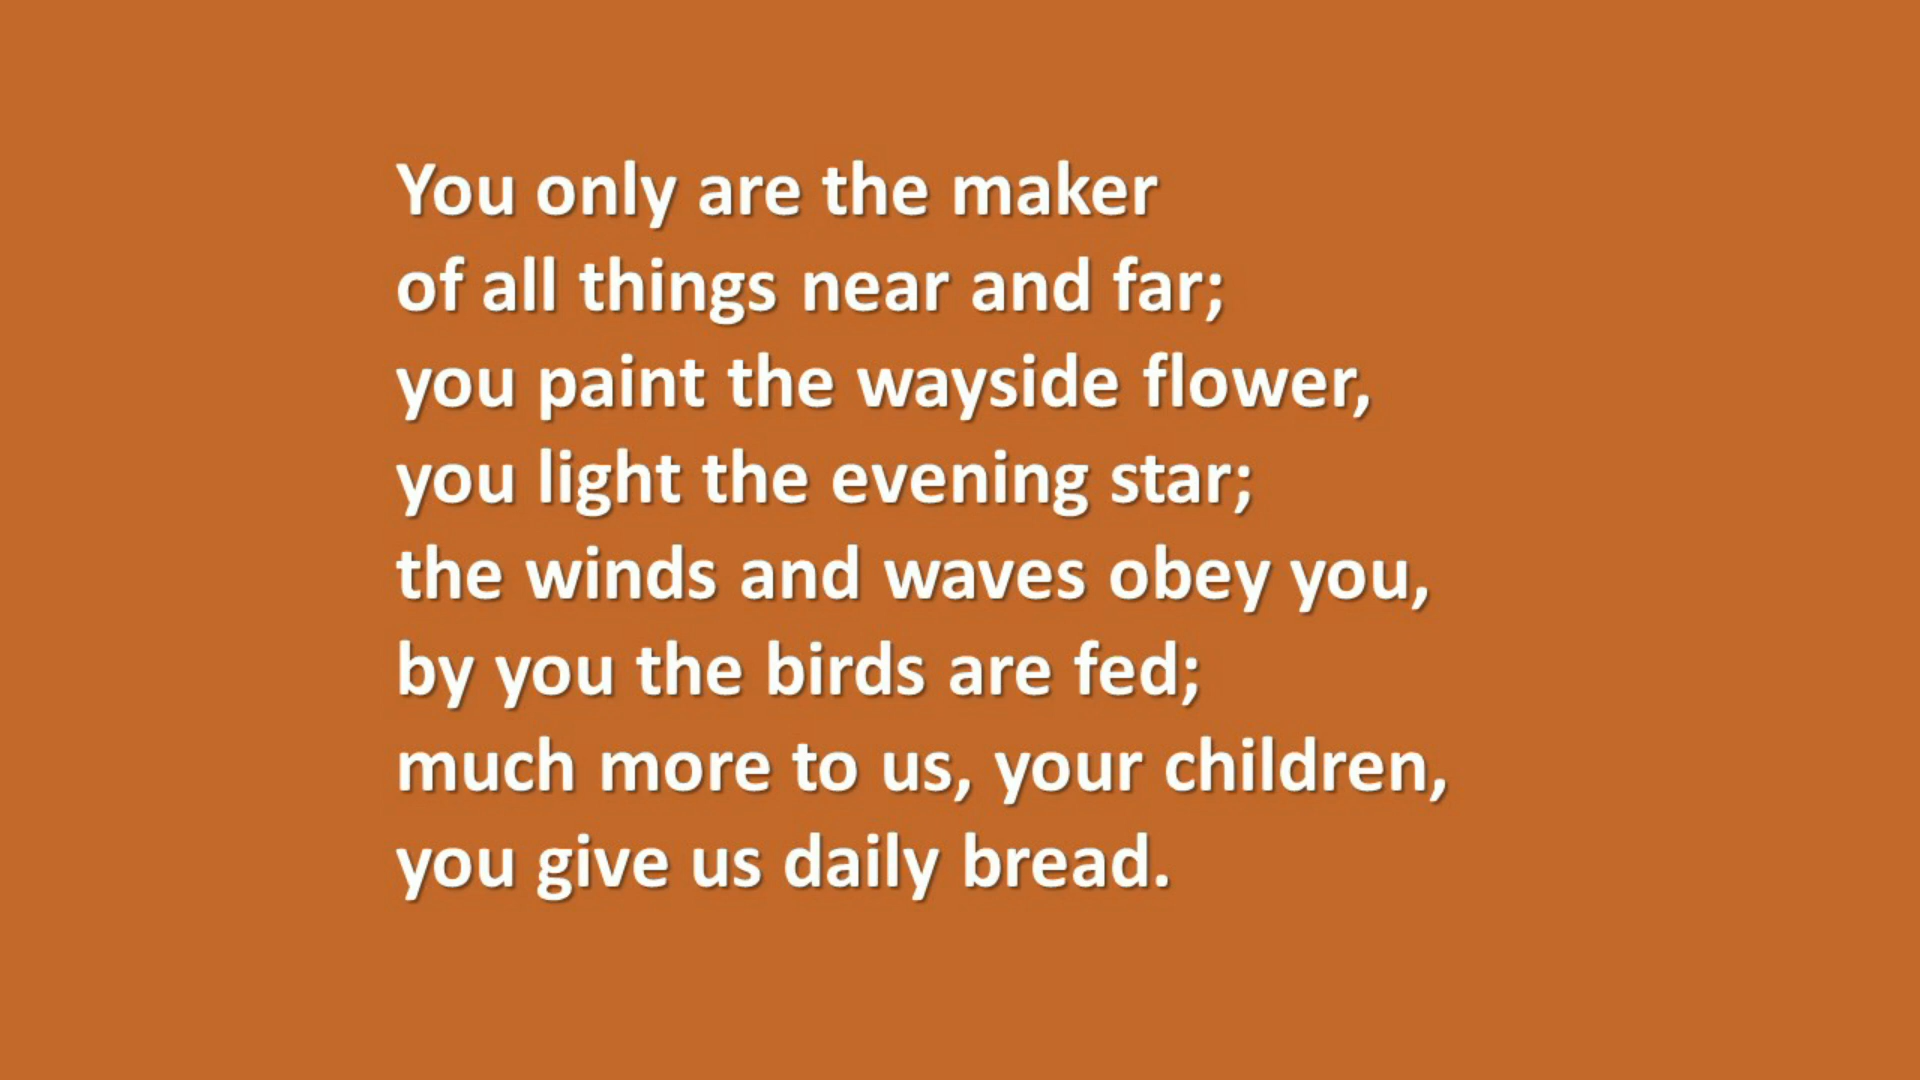 You only are the maker
of all things near and far;
you paint the wayside flower,
you light the evening star;
the winds and waves obey you,
by you the birds are fed;
much more to us, your children,
you give us daily bread.